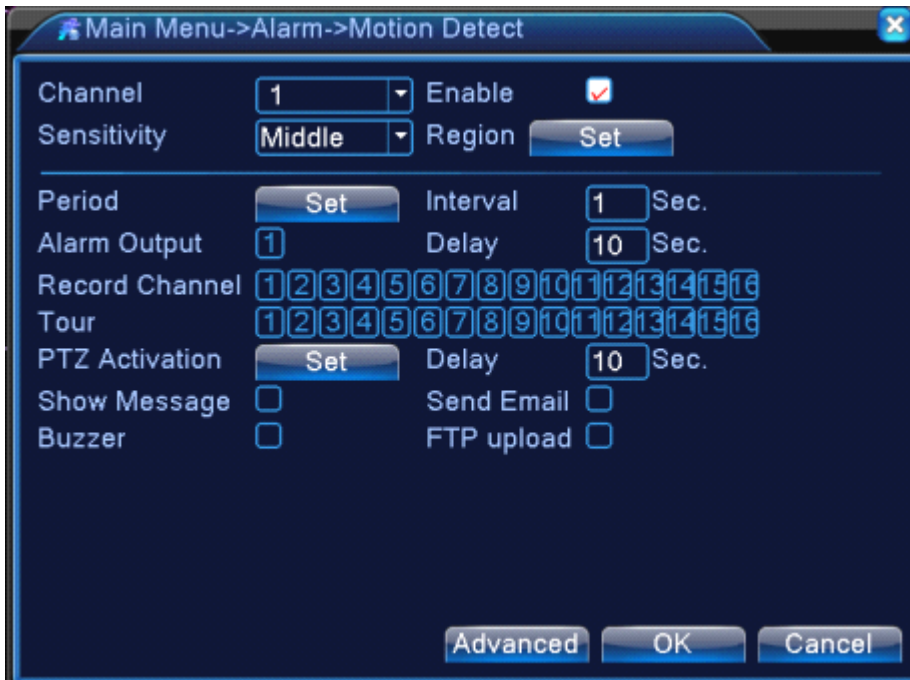 Main Menu->Alarm->Motion Detect
Channel 1 Enable
Sensitivity Middle Region Set
Period Set Interval 1 Sec.
Alarm Output 1 Delay 10 Sec.
Record Channel 1 2 3 4 5 6 7 8 9 10 11 12 13 14 15 16
Tour 1 2 3 4 5 6 7 8 9 10 11 12 13 14 15 16
PTZ Activation Set Delay 10 Sec.
Show Message Send Email
Buzzer FTP upload
Advanced OK Cancel